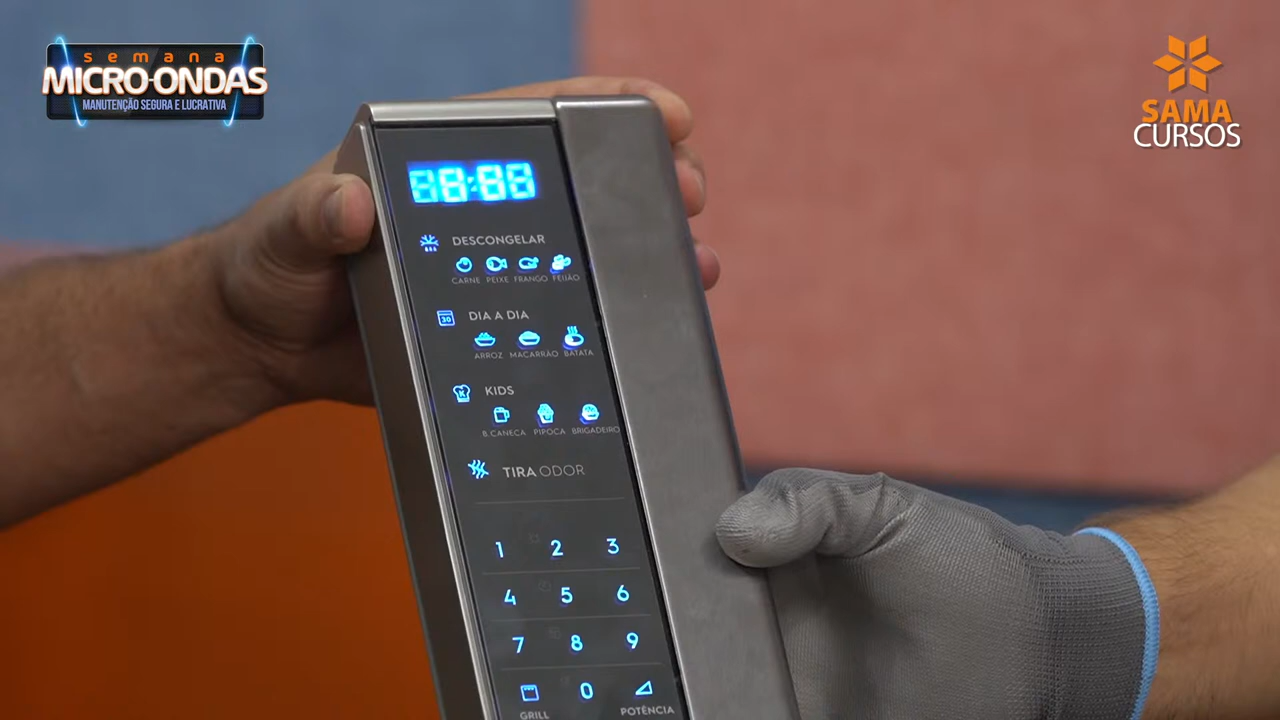 semana
MICRO-ONDAS
MANUTENÇÃO SEGURA E LUCRATIVA
SAMA
CURSOS
88:88
DESCONGELAR
CARNE PEIXE FRANGO FEIJÃO
30 DIA A DIA
ARROZ MACARRÃO BATATA
KIDS
B.CANECA PIPOCA BRIGADEIRO
TIRA ODOR
1 2 3
4 5 6
7 8 9
0
GRILL POTÊNCIA